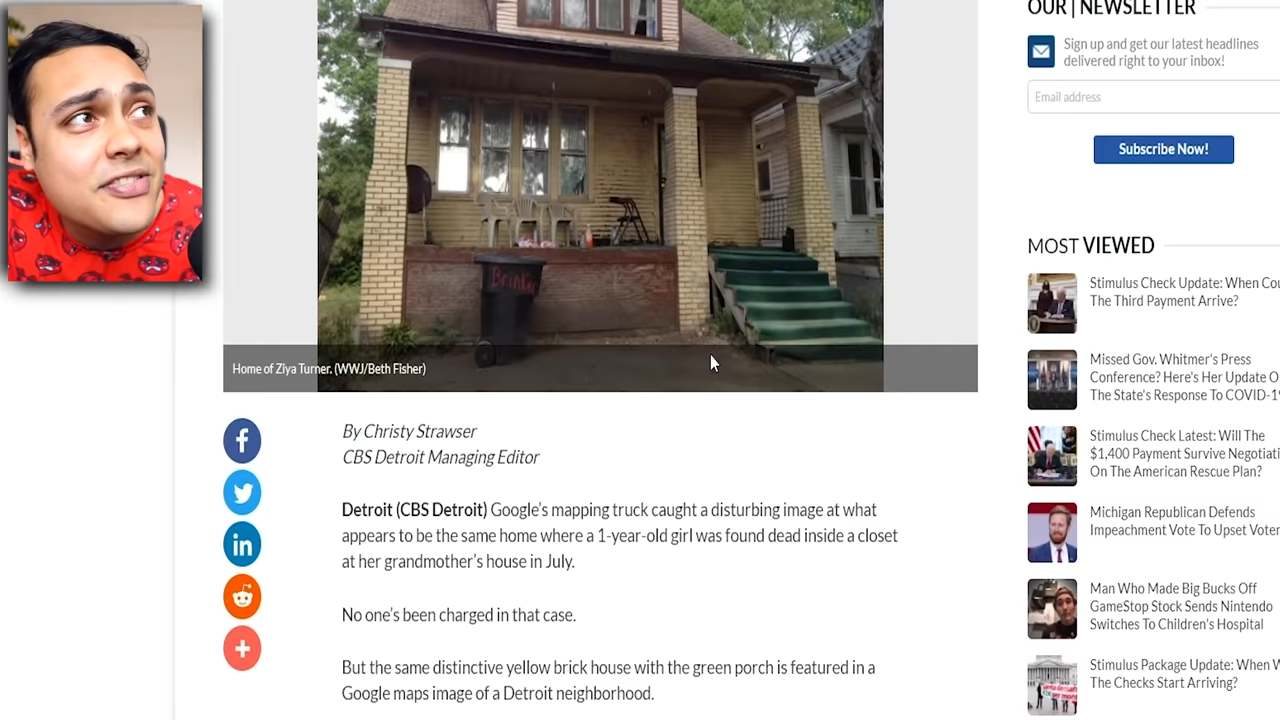 OUR | NEWSLETTER
Sign up and get our latest headlines
delivered right to your inbox!
Email address
Subscribe Now!
Brink
Home of Ziya Turner. (WWJ/Beth Fisher)
By Christy Strawser
CBS Detroit Managing Editor
Detroit (CBS Detroit) Google's mapping truck caught a disturbing image at what
appears to be the same home where a 1-year-old girl was found dead inside a closet
at her grandmother's house in July.
No one's been charged in that case.
But the same distinctive yellow brick house with the green porch is featured in a
Google maps image of a Detroit neighborhood.
MOST VIEWED
Stimulus Check Update: When Cou
The Third Payment Arrive?
Missed Gov. Whitmer's Press
Conference? Here's Her Update O
The State's Response To COVID-1
Stimulus Check Latest: Will The
$1,400 Payment Survive Negotiati
On The American Rescue Plan?
Michigan Republican Defends
Impeachment Vote To Upset Voter
Man Who Made Big Bucks Off
GameStop Stock Sends Nintendo
Switches To Children's Hospital
Stimulus Package Update: When W
The Checks Start Arriving?